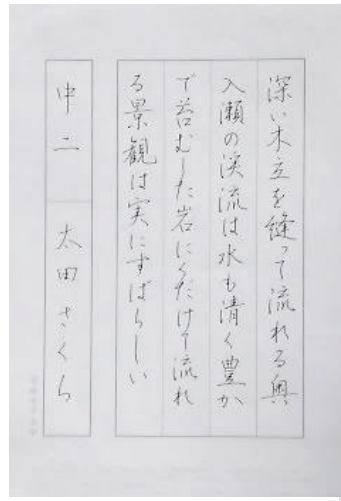 深い木立を縫って流れる奥
入瀬の渓流は水も清く豊か
で苔むした岩にくだけて流れ
る景観は実にすばらしい
中二 太田さくら